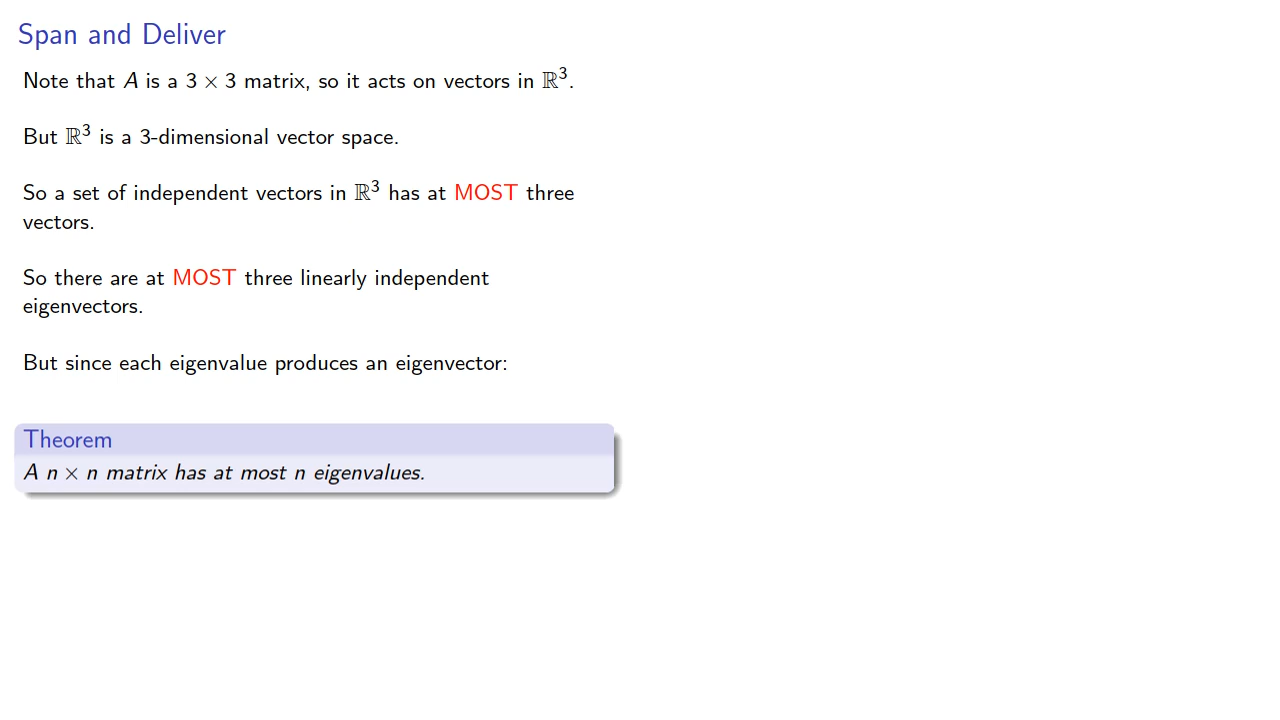 Span and Deliver
Note that A is a 3 × 3 matrix, so it acts on vectors in ℝ³.
But ℝ³ is a 3-dimensional vector space.
So a set of independent vectors in ℝ³ has at MOST three
vectors.
So there are at MOST three linearly independent
eigenvectors.
But since each eigenvalue produces an eigenvector:
Theorem
A n × n matrix has at most n eigenvalues.